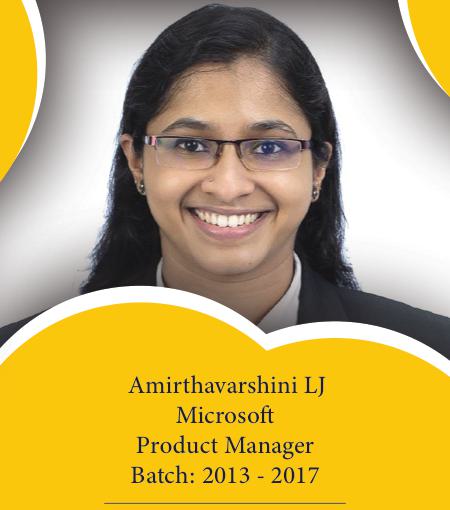 Amirthavarshini LJ
Microsoft
Product Manager
Batch: 2013 - 2017